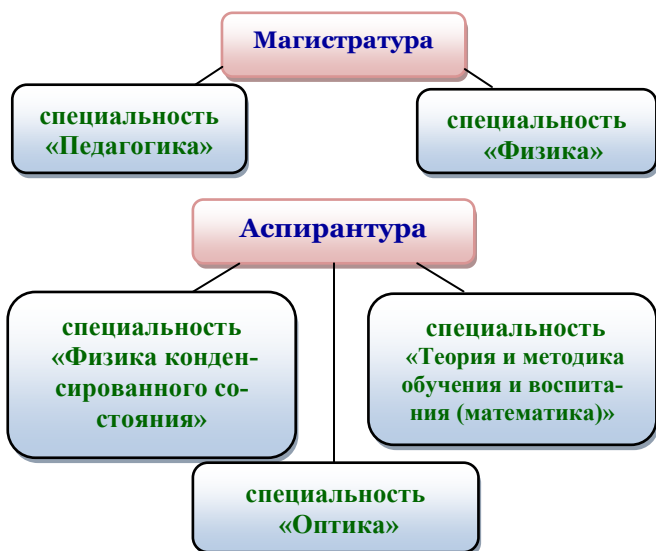 Магистратура
специальность
«Педагогика»
специальность
«Физика»
Аспирантура
специальность
«Физика конден-
сированного со-
стояния»
специальность
«Теория и методика
обучения и воспита-
ния (математика)»
специальность
«Оптика»